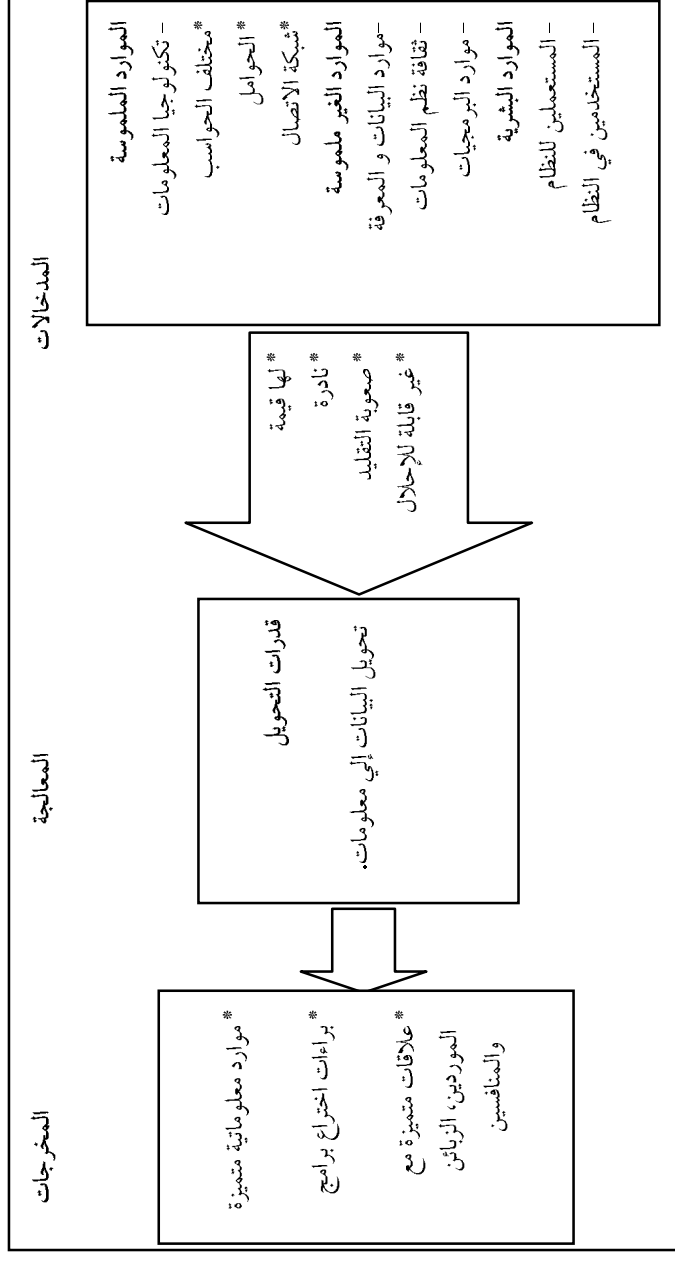 المدخالات
الموارد الملموسة
– تكنولوجيا المعلومات
*مختلف الحواسب
* الحوامل
*شبكة الاتصال
الموارد الغير ملموسة
–موارد البيانات و المعرفة
– ثقافة نظم المعلومات
– موارد البرمجيات
الموارد البشرية
– المستعملين للنظام
– المستخدمين في النظام
* لها قيمة
* نادرة
* صعوبة التقليد
* غير قابلة للإحلال
المعالجة
قدرات التحويل
تحويل البيانات إلي معلومات.
المخرجات
*موارد معلوماتية متميزة
*براءات اختراع برامج
*علاقات متميزة مع
الموردين، الزبائن
والمنافسين